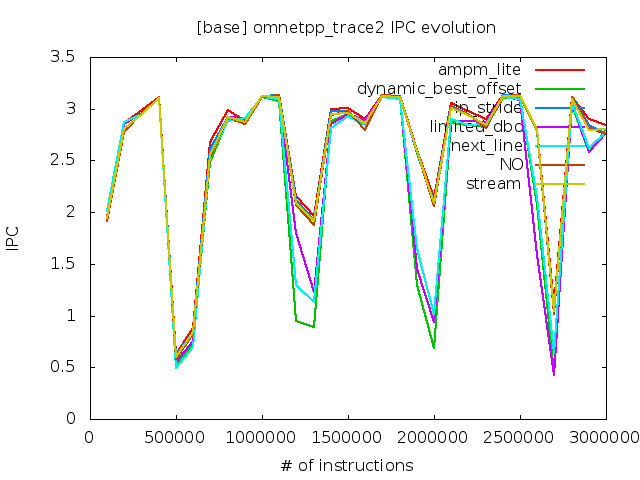 [base] omnetpp_trace2 IPC evolution
3.5
3
2.5
2
1.5
1
0.5
0
IPC
ampm_lite
dynamic_best_offset
ip_stride
limited_dbo
next_line
NO
stream
0 500000 1000000 1500000 2000000 2500000 3000000
# of instructions